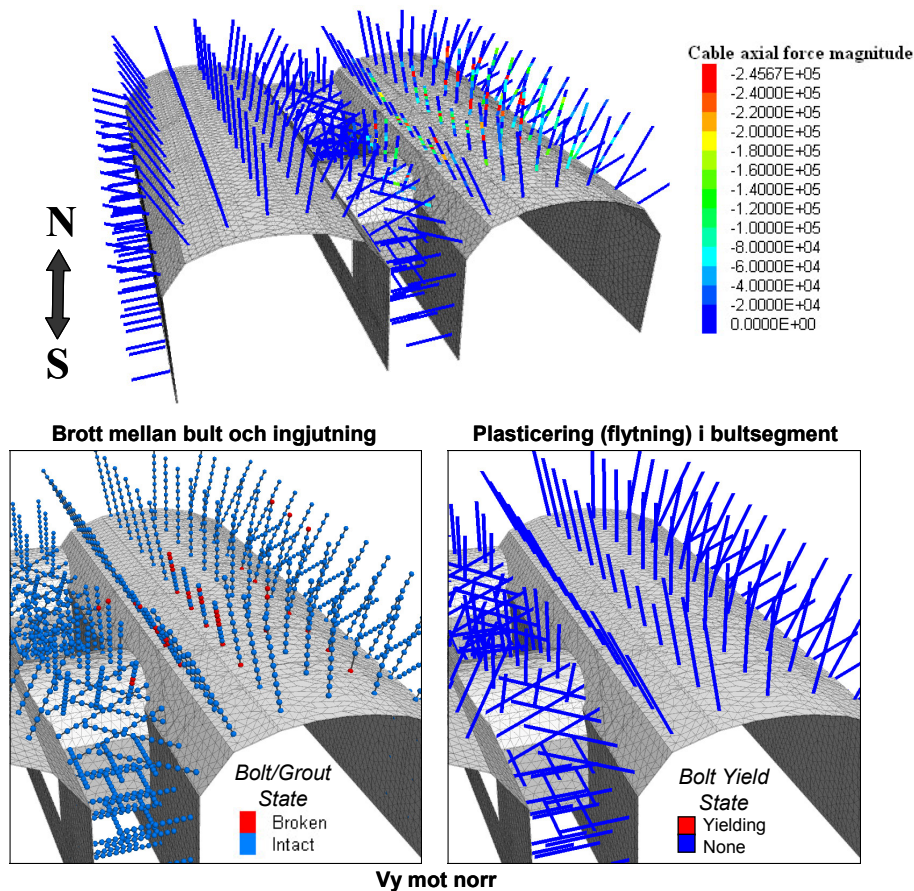 Cable axial force magnitude
-2.4567E+05
-2.4000E+05
-2.2000E+05
-2.0000E+05
-1.8000E+05
-1.6000E+05
-1.4000E+05
-1.2000E+05
-1.0000E+05
-8.0000E+04
-6.0000E+04
-4.0000E+04
-2.0000E+04
0.0000E+00
N
S
Brott mellan bult och ingjutning
Bolt/Grout
State
Broken
Intact
Plasticering (flytning) i bultsegment
Bolt Yield
State
Yielding
None
Vy mot norr